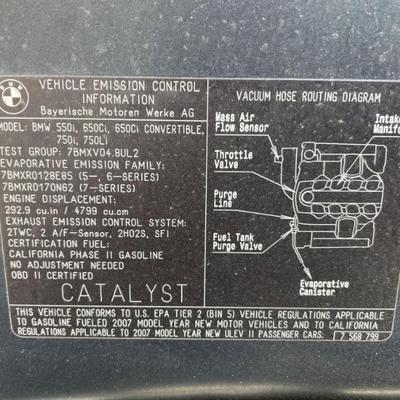 BMW
VEHICLE EMISSION CONTROL
INFORMATION
Bayerische Motoren Werke AG
MODEL: BMW 550i, 650Ci, 650Ci CONVERTIBLE,
750i, 750Li
TEST GROUP: 7BMXV04.8UL2
EVAPORATIVE EMISSION FAMILY:
7BMXR0128E85 (5-, 6-SERIES)
7BMXR0170N62 (7-SERIES)
ENGINE DISPLACEMENT:
292.9 cu.in / 4799 cu.cm
EXHAUST EMISSION CONTROL SYSTEM:
2TWC, 2 A/F-Sensor, 2HO2S, SFI
CERTIFICATION FUEL:
CALIFORNIA PHASE II GASOLINE
NO ADJUSTMENT NEEDED
OBD II CERTIFIED
CATALYST
VACUUM HOSE ROUTING DIAGRAM
Mass Air
Flow Sensor
Intake
Manifo
Throttle
Valve
Purge
Line
Fuel Tank
Purge Valve
Evaporative
Canister
THIS VEHICLE CONFORMS TO U.S. EPA TIER 2 (BIN 5) VEHICLE REGULATIONS APPLICABLE
TO GASOLINE FUELED 2007 MODEL YEAR NEW MOTOR VEHICLES AND TO CALIFORNIA
REGULATIONS APPLICABLE TO 2007 MODEL YEAR NEW ULEV II PASSENGER CARS.
7 568 799